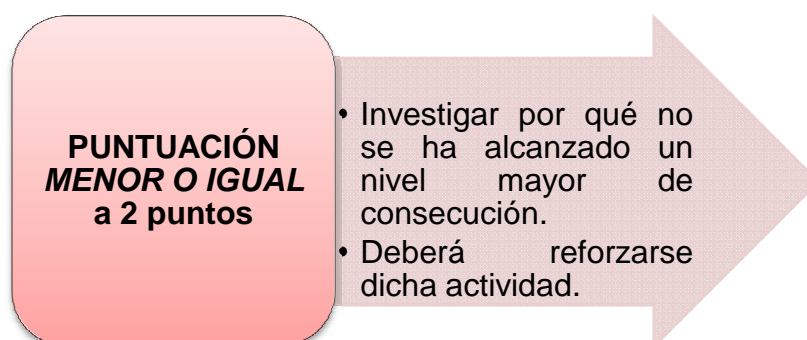 PUNTUACIÓN
MENOR O IGUAL
a 2 puntos
• Investigar por qué no
se ha alcanzado un
nivel mayor de
consecución.
• Deberá reforzarse
dicha actividad.